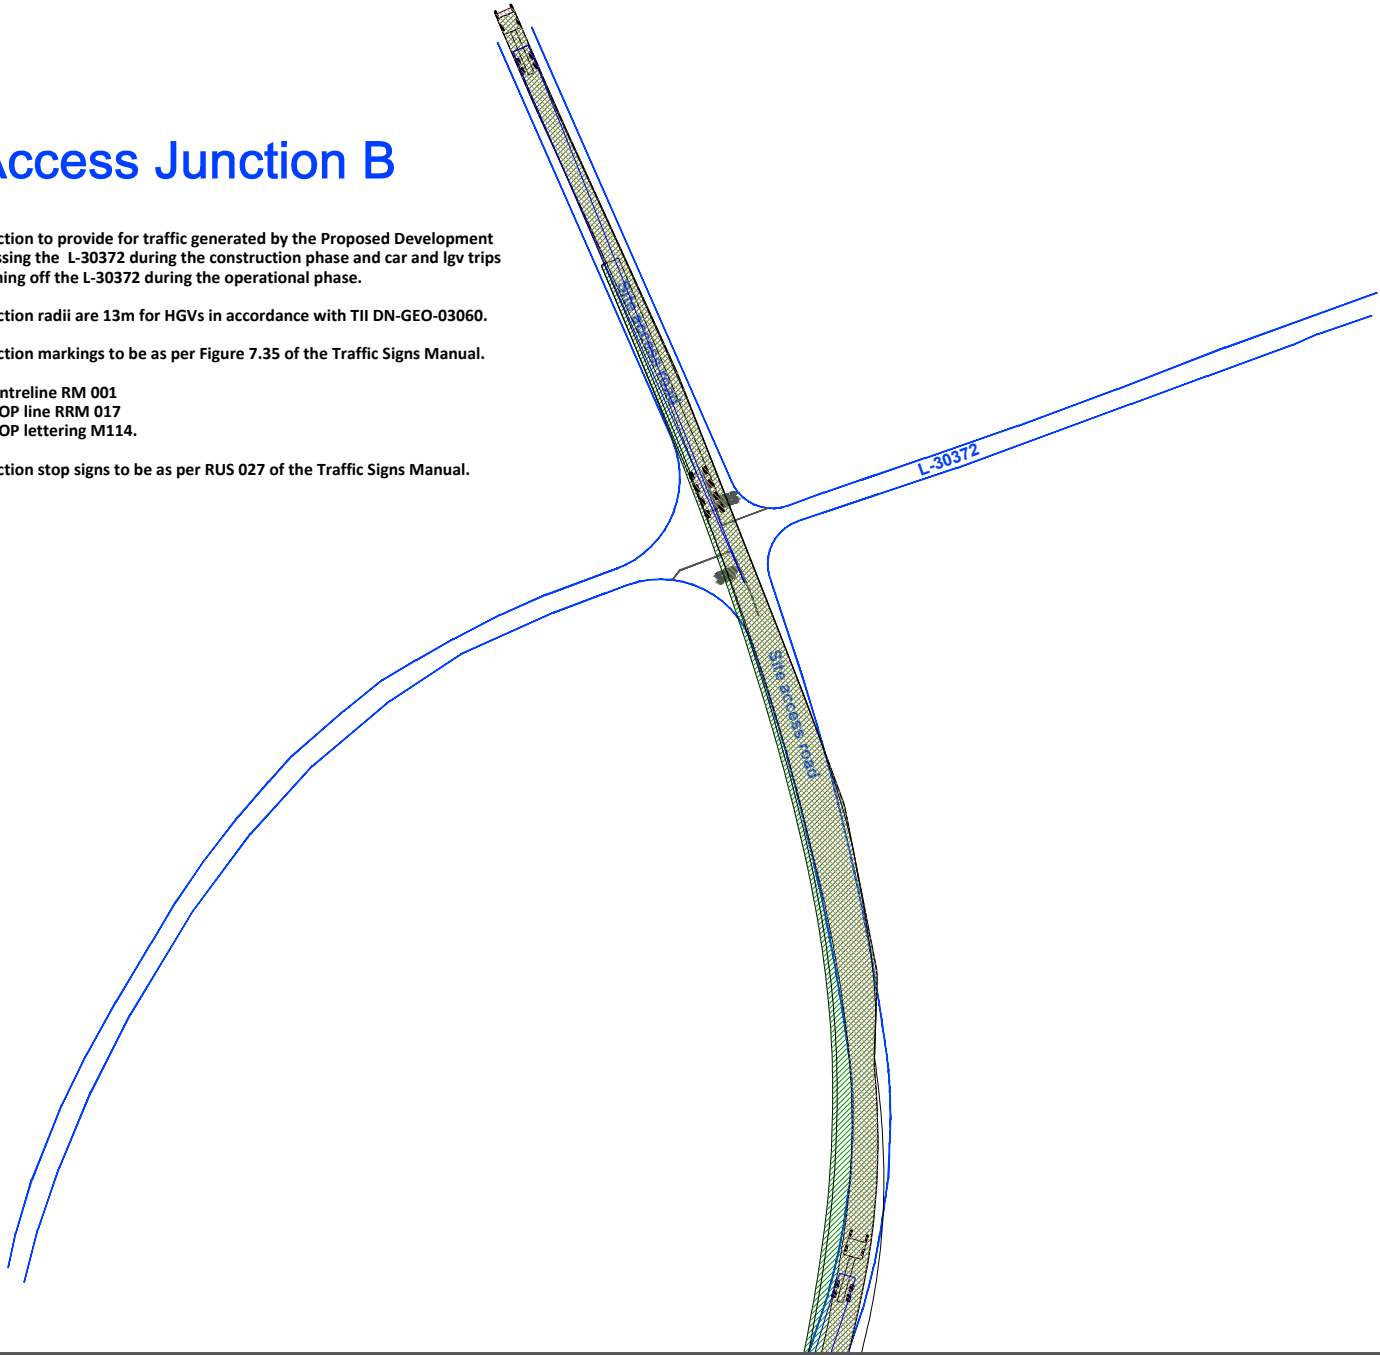 Access Junction B
ction to provide for traffic generated by the Proposed Development
ssing the L-30372 during the construction phase and car and lgv trips
ning off the L-30372 during the operational phase.
ction radii are 13m for HGVs in accordance with TII DN-GEO-03060.
ction markings to be as per Figure 7.35 of the Traffic Signs Manual.
ntreline RM 001
OP line RRM 017
OP lettering M114.
ction stop signs to be as per RUS 027 of the Traffic Signs Manual.
Site access road
L-30372
Site access road